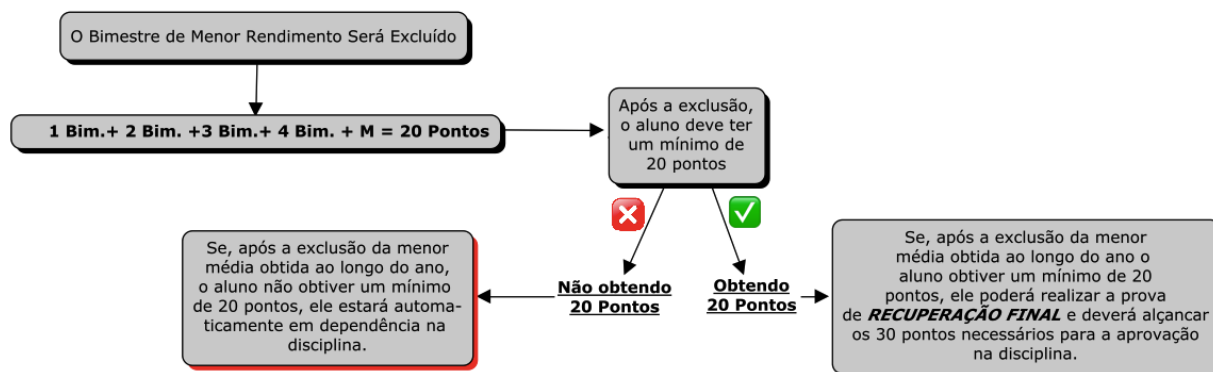 O Bimestre de Menor Rendimento Será Excluído
1 Bim.+ 2 Bim. +3 Bim.+ 4 Bim. + M = 20 Pontos
Após a exclusão,
o aluno deve ter
um mínimo de
20 pontos
Se, após a exclusão da menor
média obtida ao longo do ano,
o aluno não obtiver um mínimo
de 20 pontos, ele estará automa-
ticamente em dependência na
disciplina.
Não obtendo
20 Pontos
Obtendo
20 Pontos
Se, após a exclusão da menor
média obtida ao longo do ano o
aluno obtiver um mínimo de 20
pontos, ele poderá realizar a prova
de RECUPERAÇÃO FINAL e deverá alçancar
os 30 pontos necessários para a aprovação
na disciplina.